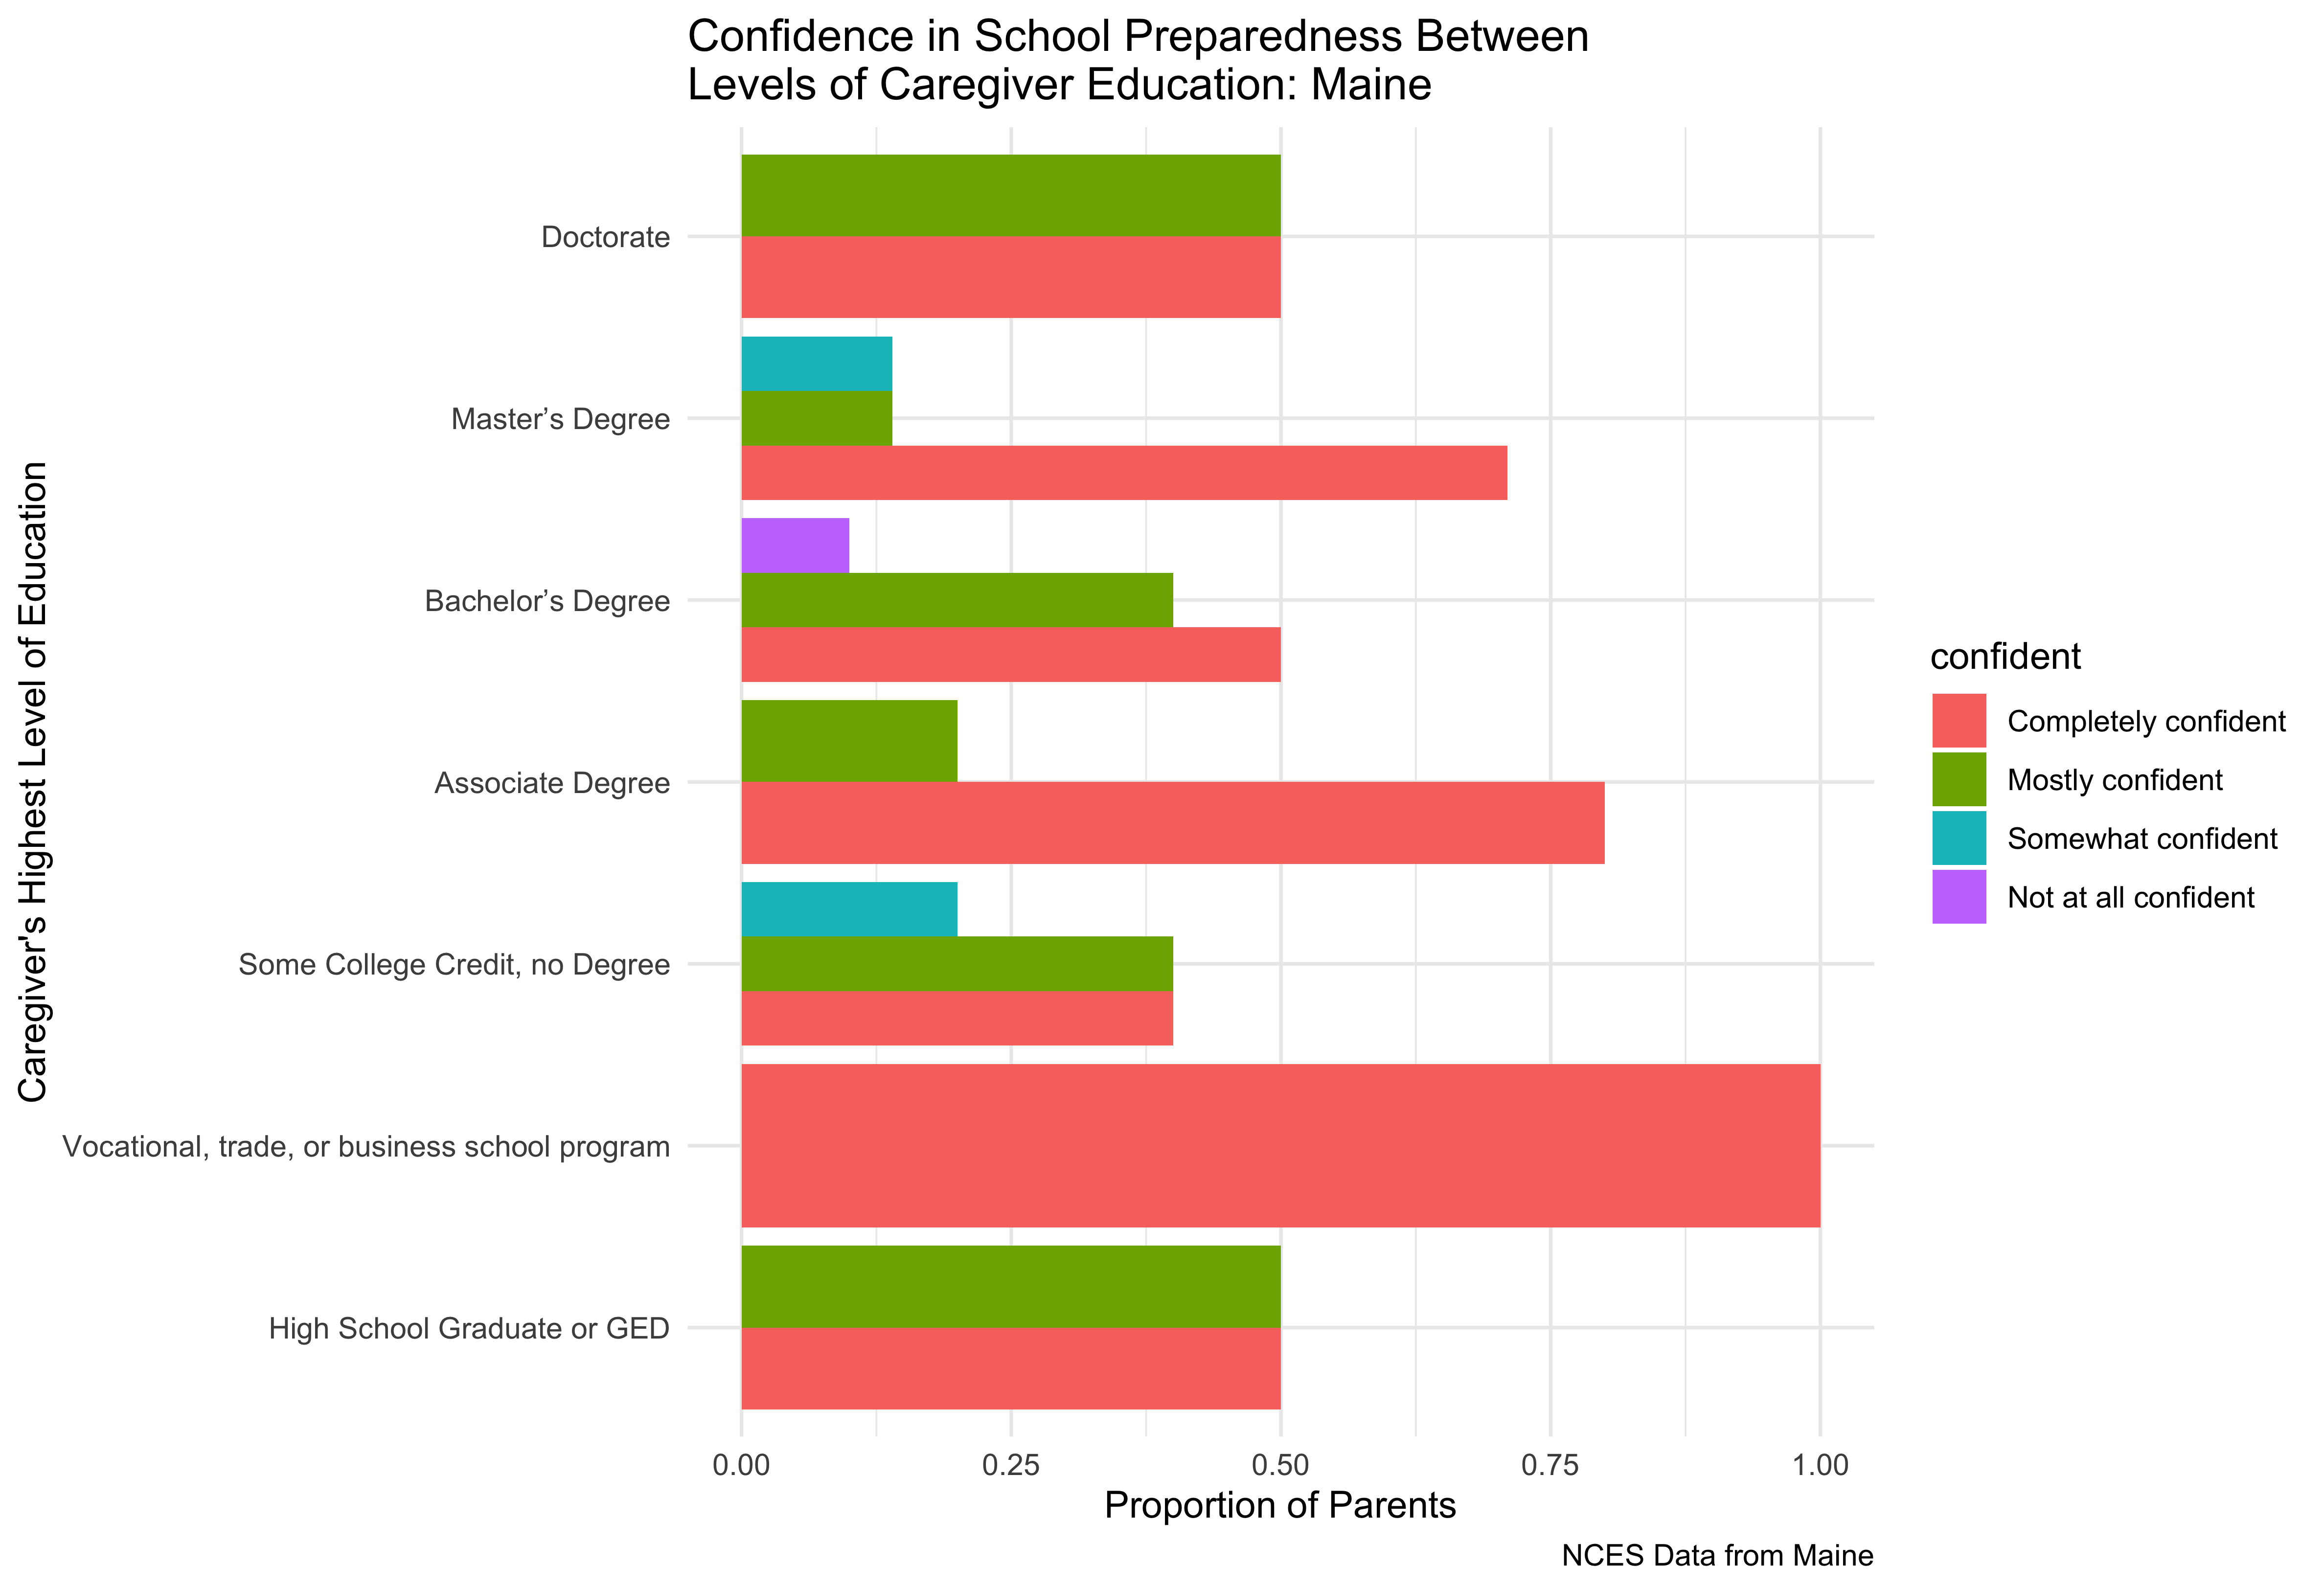 Confidence in School Preparedness Between
Levels of Caregiver Education: Maine
Caregiver's Highest Level of Education
Doctorate
Master’s Degree
Bachelor’s Degree
Associate Degree
Some College Credit, no Degree
Vocational, trade, or business school program
High School Graduate or GED
0.00 0.25 0.50 0.75 1.00
Proportion of Parents
NCES Data from Maine
confident
Completely confident
Mostly confident
Somewhat confident
Not at all confident